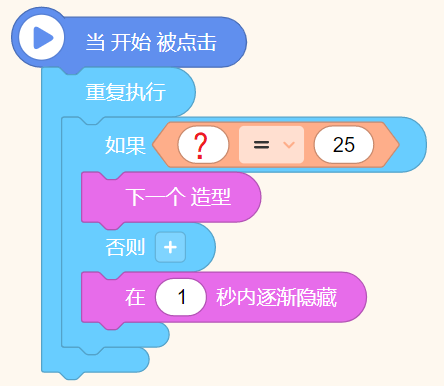 当 开始 被点击
重复执行
如果 ? = 25
下一个 造型
否则 +
在 1 秒内逐渐隐藏